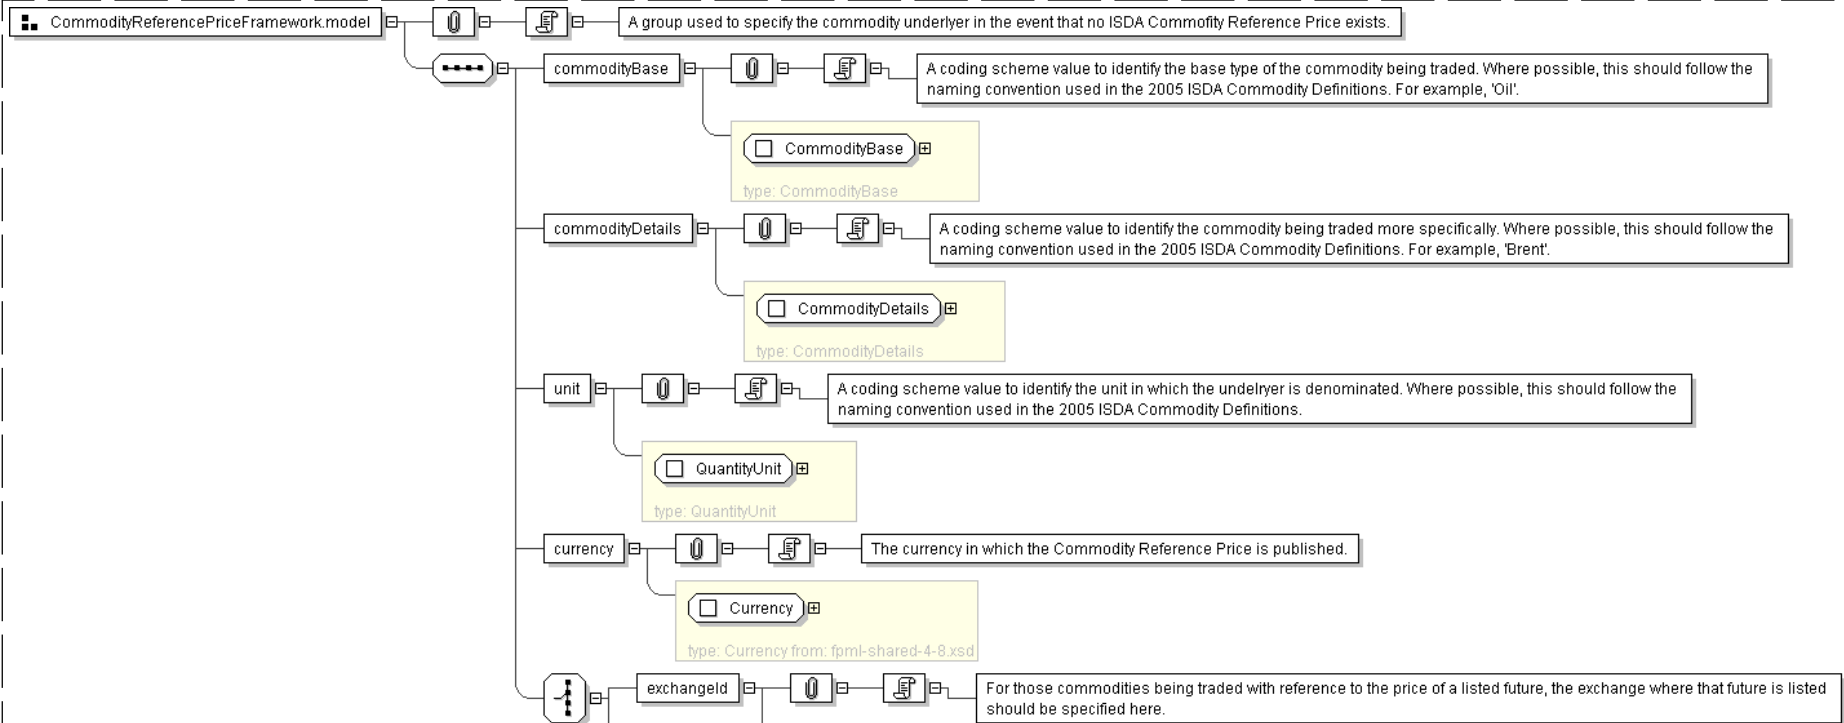 CommodityReferencePriceFramework.model
A group used to specify the commodity underlyer in the event that no ISDA Commofity Reference Price exists.
commodityBase
A coding scheme value to identify the base type of the commodity being traded. Where possible, this should follow the
naming convention used in the 2005 ISDA Commodity Definitions. For example, 'Oil'.
CommodityBase
type: CommodityBase
commodityDetails
A coding scheme value to identify the commodity being traded more specifically. Where possible, this should follow the
naming convention used in the 2005 ISDA Commodity Definitions. For example, 'Brent'.
CommodityDetails
type: CommodityDetails
unit
A coding scheme value to identify the unit in which the undelryer is denominated. Where possible, this should follow the
naming convention used in the 2005 ISDA Commodity Definitions.
QuantityUnit
type: QuantityUnit
currency
The currency in which the Commodity Reference Price is published.
Currency
type: Currency from: fpml-shared-4-8.xsd
exchangeId
For those commodities being traded with reference to the price of a listed future, the exchange where that future is listed
should be specified here.